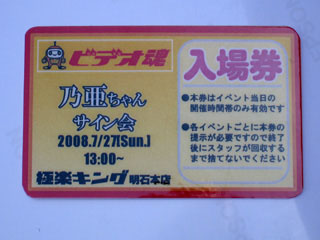 ビデオ魂
乃亜ちゃん
サイン会
2008.7/27[Sun.]
13:00~
極楽キング 明石本店
入場券
●本券はイベント当日の
開催時間帯のみ有効です
●各イベントごとに本券の
提示が必要ですので終了
後にスタッフが回収する
まで捨てないでください